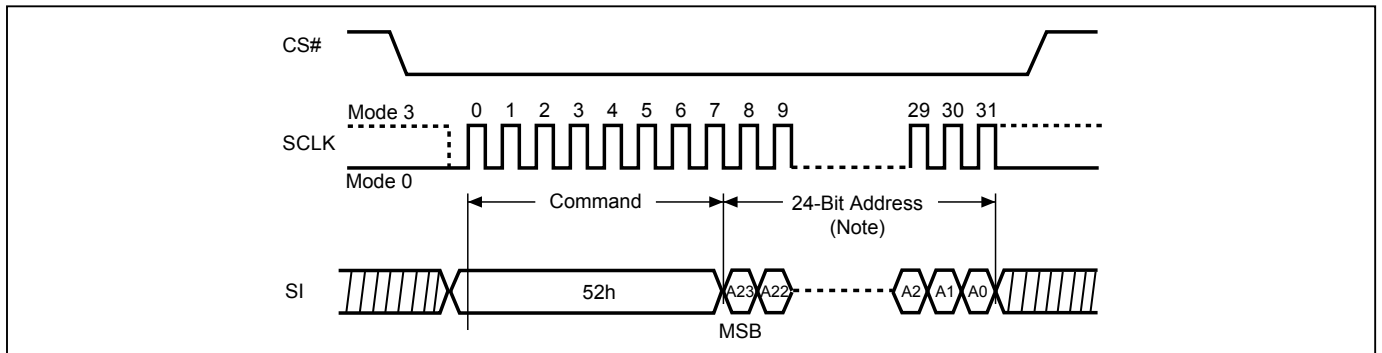 CS#
Mode 3
0 1 2 3 4 5 6 7 8 9 29 30 31
SCLK
Mode 0
Command
24-Bit Address
(Note)
SI
52h
A23 A22 A2 A1 A0
MSB